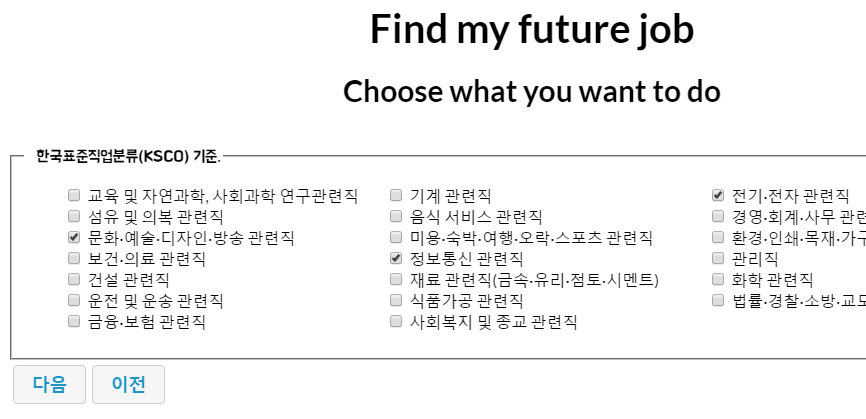 Find my future job
Choose what you want to do
한국표준직업분류(KSCO) 기준.
교육 및 자연과학, 사회과학 연구관련직 기계 관련직 전기·전자 관련직
섬유 및 의복 관련직 음식 서비스 관련직 경영·회계·사무 관련
문화·예술·디자인·방송 관련직 미용·숙박·여행·오락·스포츠 관련직 환경·인쇄·목재·가구
보건·의료 관련직 정보통신 관련직 관리직
건설 관련직 재료 관련직(금속·유리·점토·시멘트) 화학 관련직
운전 및 운송 관련직 식품가공 관련직 법률·경찰·소방·교도
금융·보험 관련직 사회복지 및 종교 관련직
다음 이전